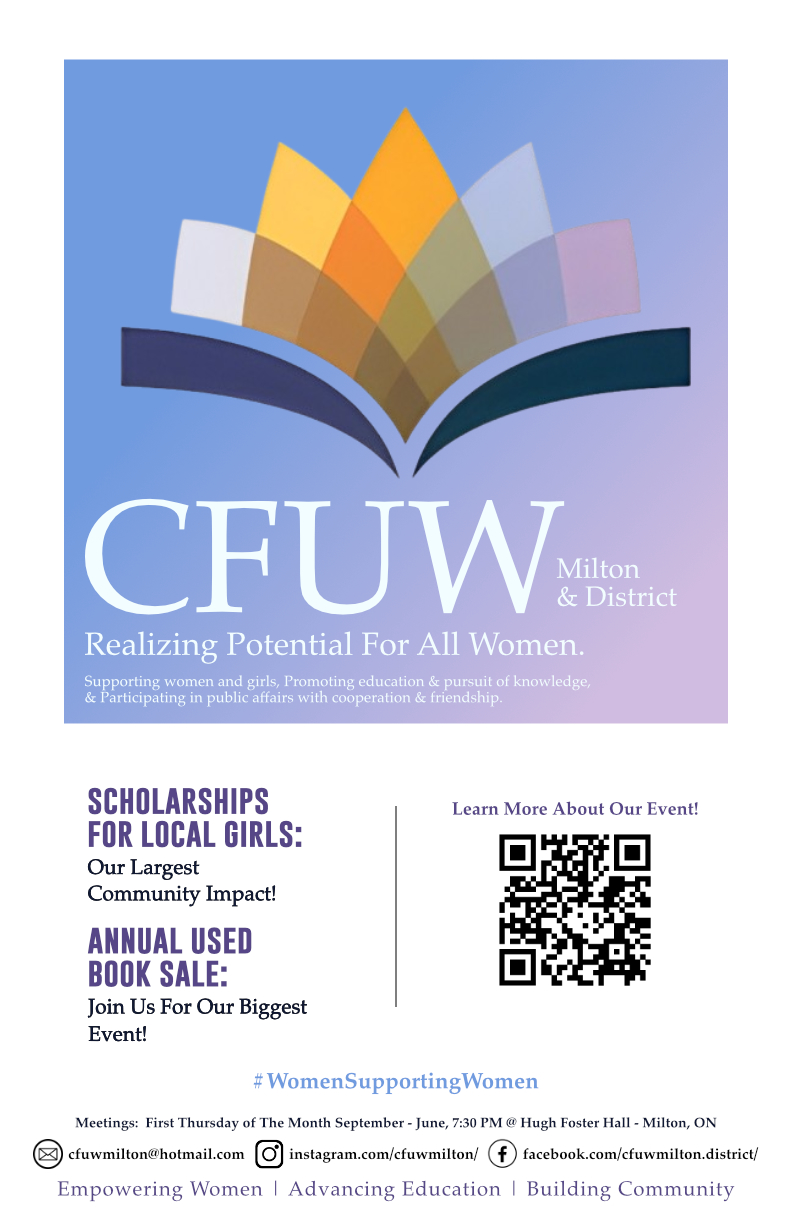 CFUW
Milton
& District
Realizing Potential For All Women.
Supporting women and girls, Promoting education & pursuit of knowledge,
& Participating in public affairs with cooperation & friendship.
SCHOLARSHIPS
FOR LOCAL GIRLS:
Our Largest
Community Impact!
ANNUAL USED
BOOK SALE:
Join Us For Our Biggest
Event!
Learn More About Our Event!
#WomenSupportingWomen
Meetings: First Thursday of The Month September - June, 7:30 PM @ Hugh Foster Hall - Milton, ON
cfuwmilton@hotmail.com instagram.com/cfuwmilton/ facebook.com/cfuwmilton.district/
Empowering Women | Advancing Education | Building Community